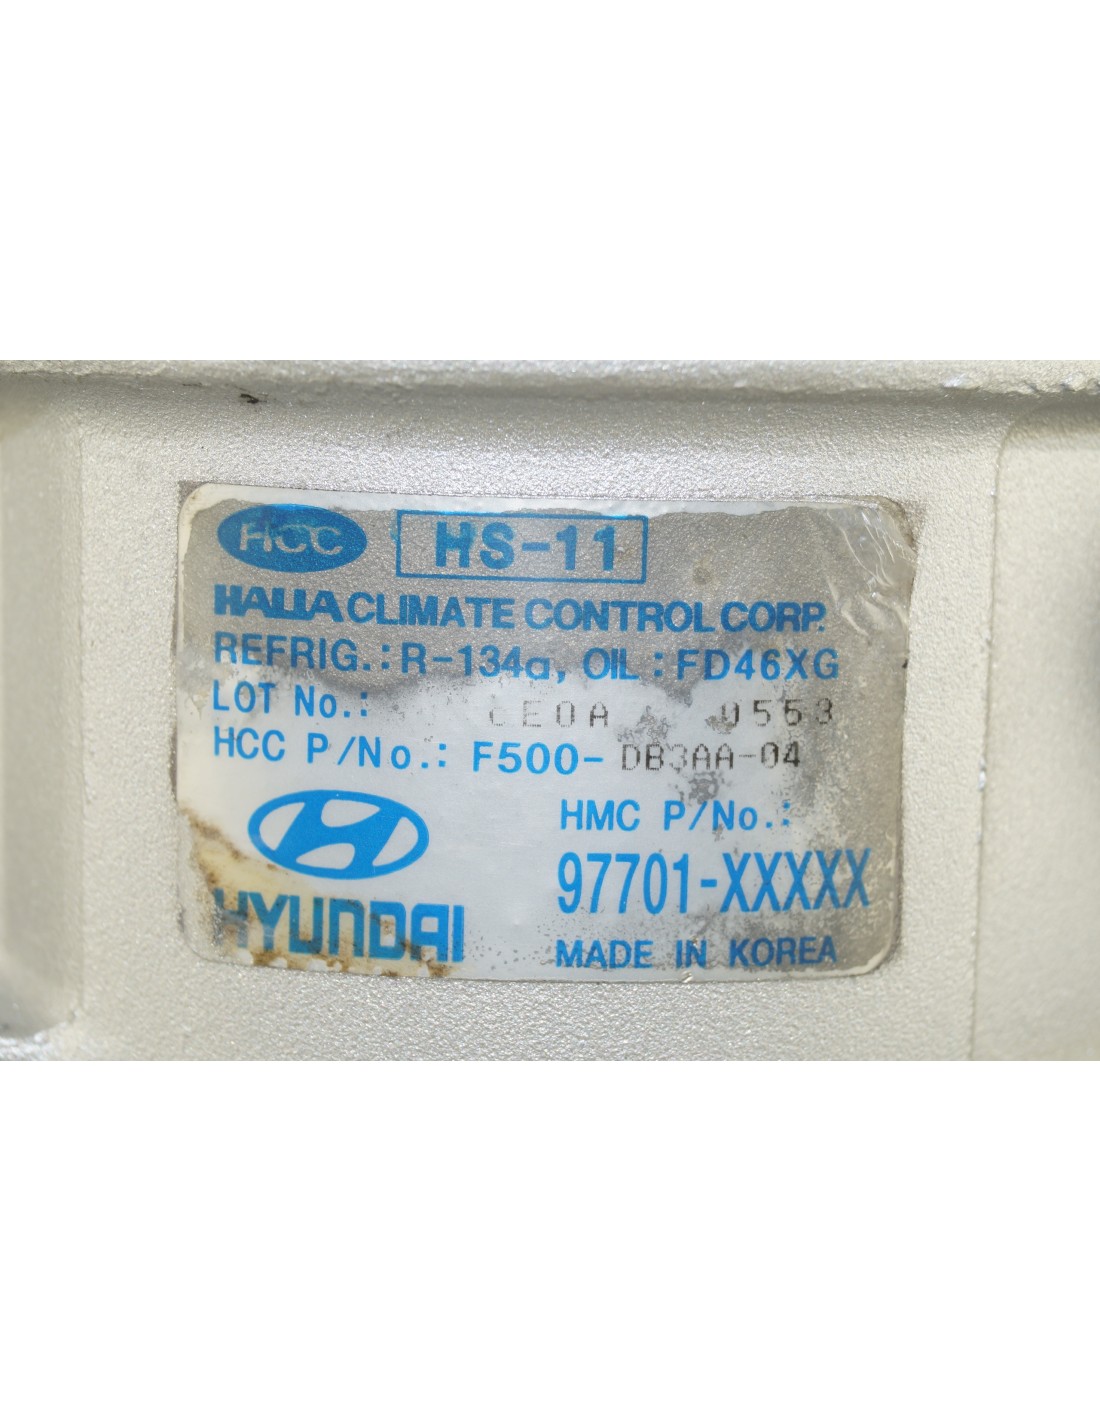 HCC HS-11
HALLA CLIMATE CONTROL CORP.
REFRIG.: R-134a, OIL : FD46XG
LOT No.: 0553
HCC P/No.: F500-DB3AA-04
HMC P/No.:
97701-XXXXX
HYUNDAI
MADE IN KOREA